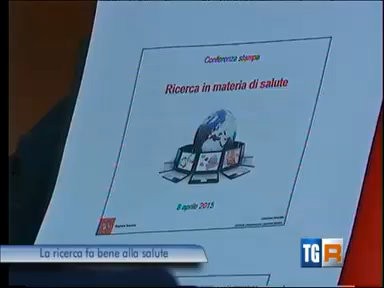 Conferenza stampa
Ricerca in materia di salute
8 aprile 2015
La ricerca fa bene alla salute
TGR